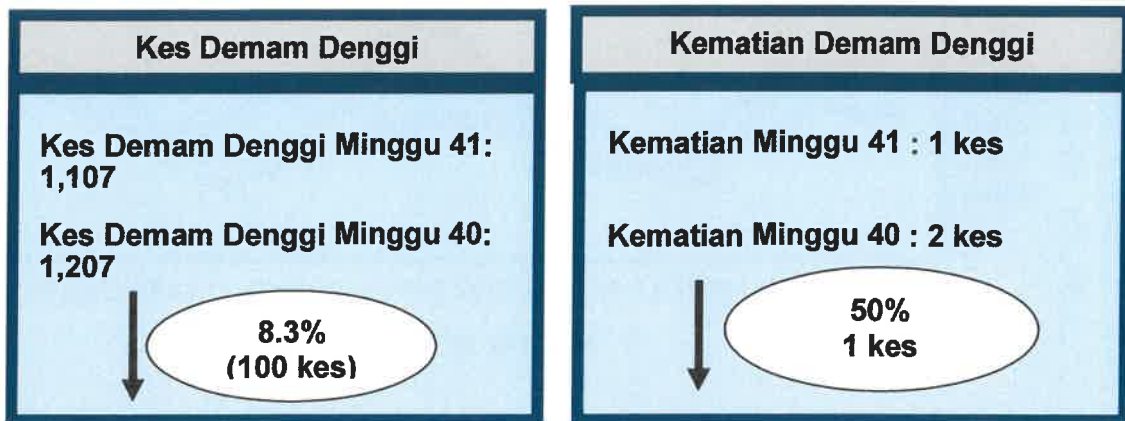 Kes Demam Denggi
Kes Demam Denggi Minggu 41:
1,107
Kes Demam Denggi Minggu 40:
1,207
8.3%
(100 kes)
Kematian Demam Denggi
Kematian Minggu 41 : 1 kes
Kematian Minggu 40 : 2 kes
50%
1 kes